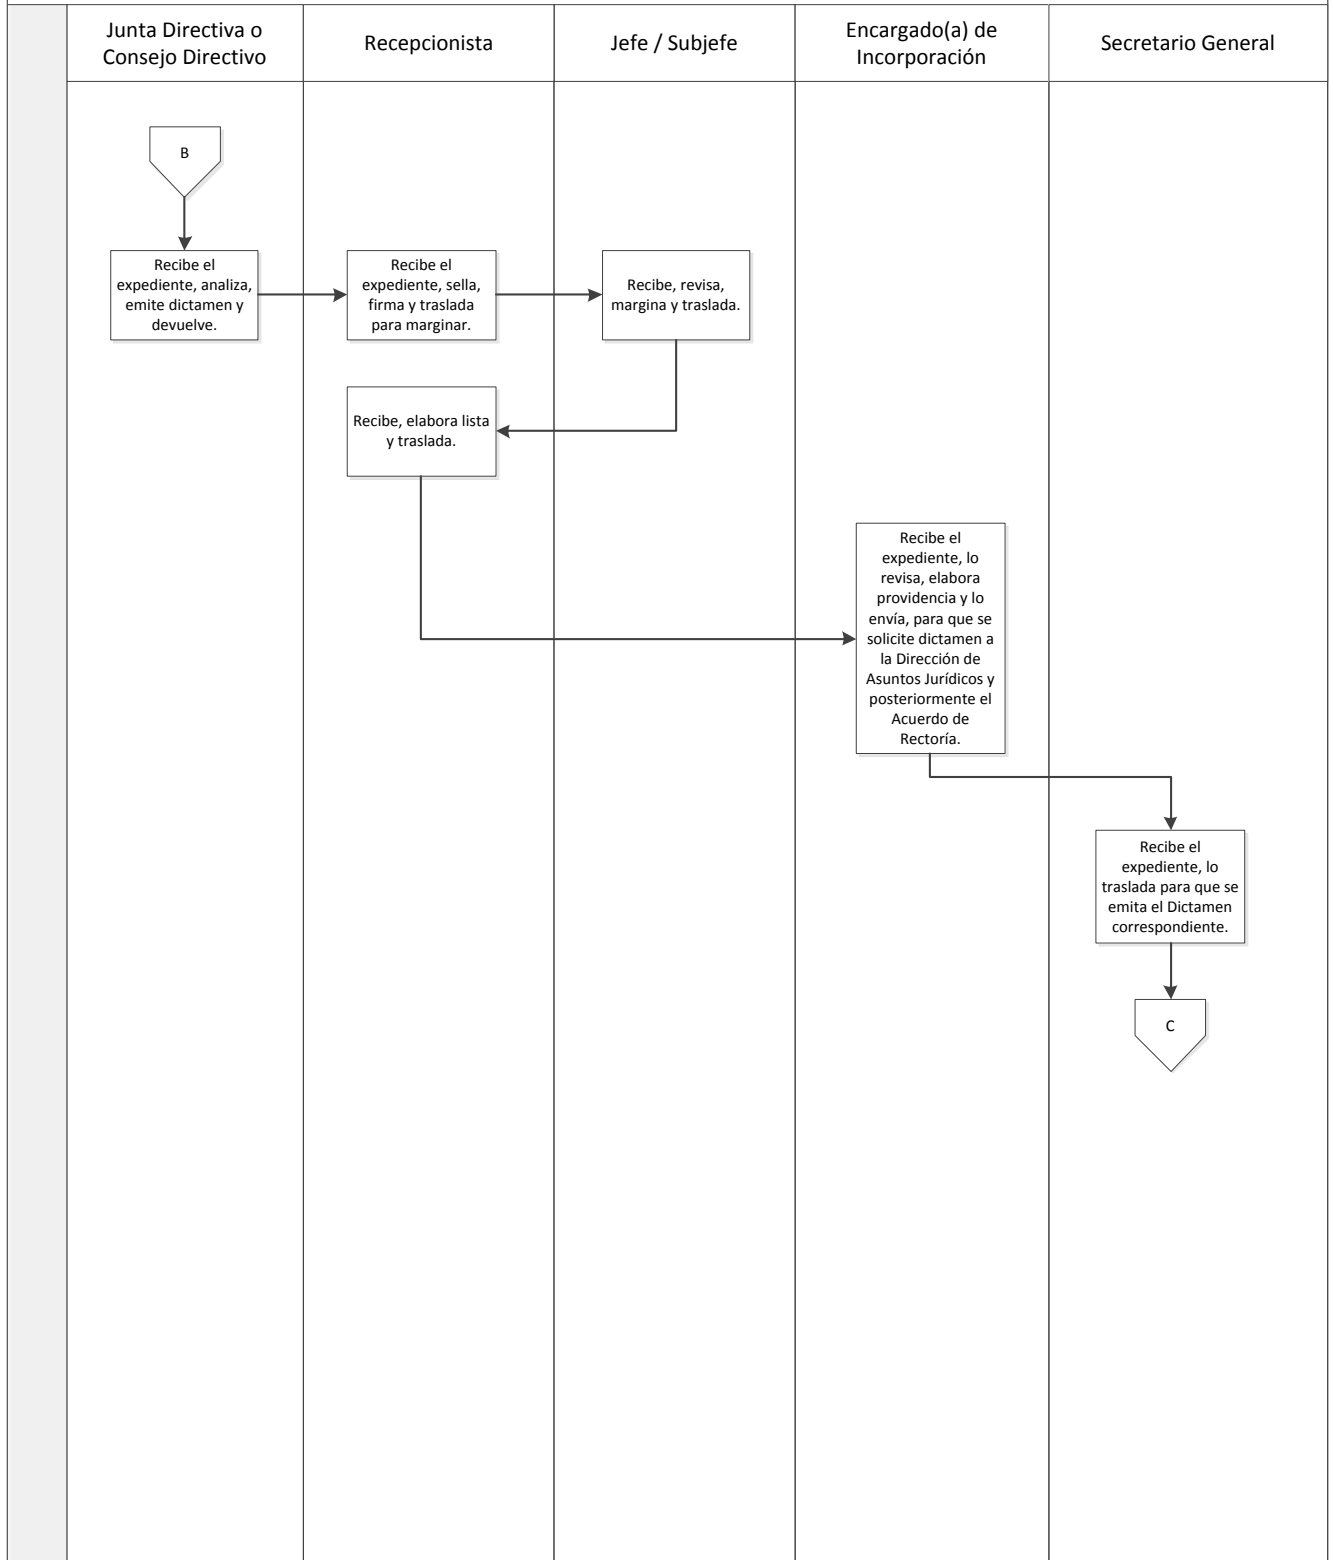 Junta Directiva o
Consejo Directivo
Recepcionista
Jefe / Subjefe
Encargado(a) de
Incorporación
Secretario General
B
Recibe el
expediente, analiza,
emite dictamen y
devuelve.
Recibe el
expediente, sella,
firma y traslada
para marginar.
Recibe, revisa,
margina y traslada.
Recibe, elabora lista
y traslada.
Recibe el
expediente, lo
revisa, elabora
providencia y lo
envía, para que se
solicite dictamen a
la Dirección de
Asuntos Jurídicos y
posteriormente el
Acuerdo de
Rectoría.
Recibe el
expediente, lo
traslada para que se
emita el Dictamen
correspondiente.
C